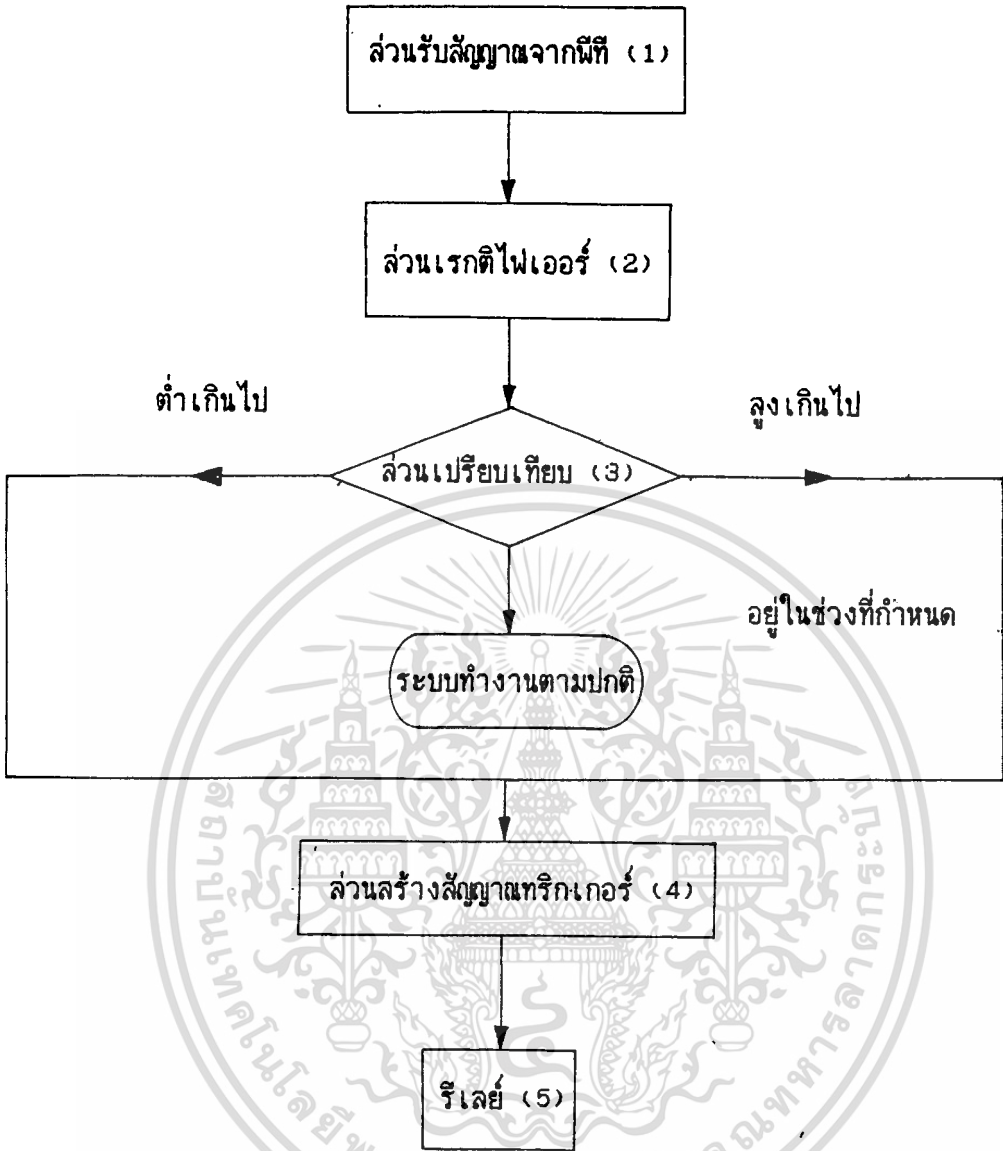 ส่วนรับสัญญาณจากพีที (1)
ส่วนเรกติไฟเออร์ (2)
ต่ำเกินไป
สูงเกินไป
ส่วนเปรียบเทียบ (3)
อยู่ในช่วงที่กำหนด
ระบบทำงานตามปกติ
ส่วนสร้างสัญญาณทริกเกอร์ (4)
รีเลย์ (5)